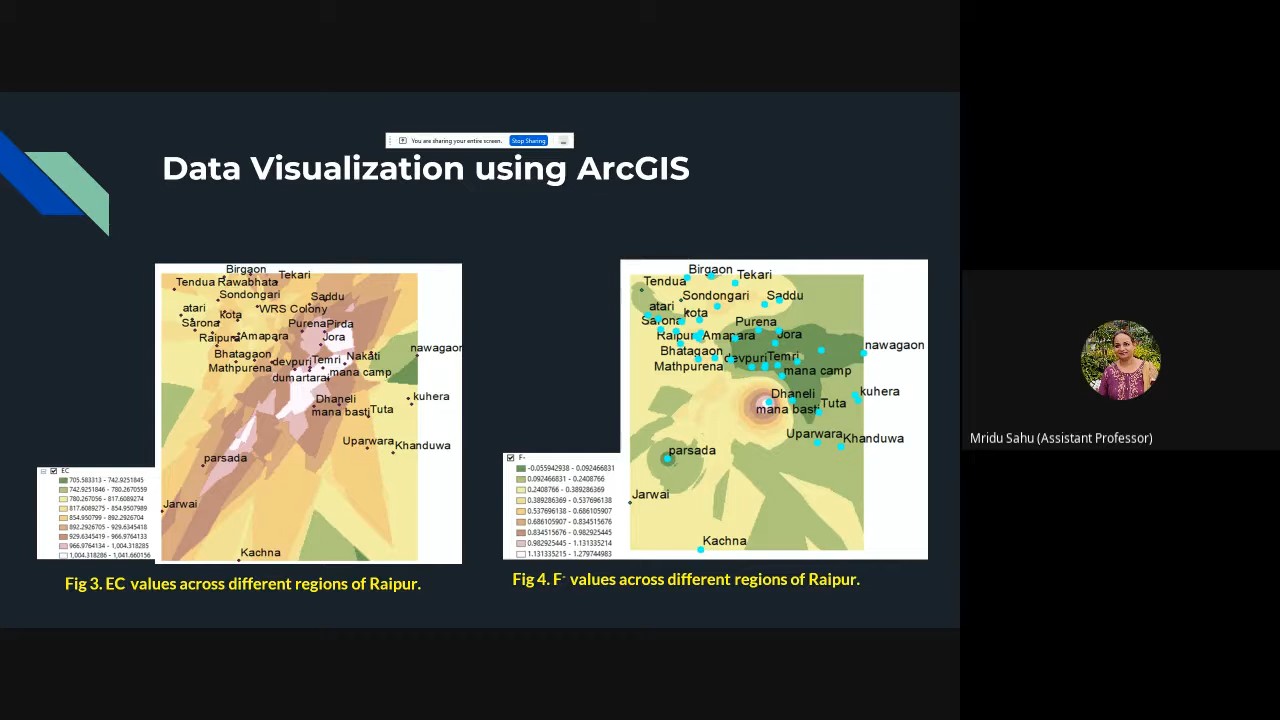 You are sharing your entire screen. Stop Sharing
Data Visualization using ArcGIS
Birgaon
Tekari
Tendua Rawabhata
Sondongari
Saddu
atari
kota
WRS Colony
Sarona
Purena Pirda
Raipura Amapara
Jora
nawagaon
Bhatagaon
devpuri Temri Nakati
Mathpurena
dumartarai mana camp
Dhaneli
kuhera
mana basti Tuta
Uparwara Khanduwa
parsada
Jarwai
Kachna
EC
705.583313 - 742.9251845
742.9251846 - 780.2670559
780.267056 - 817.6089274
817.6089275 - 854.9507989
854.950799 - 892.2926704
892.2926705 - 929.6345418
929.6345419 - 966.9764133
966.9764134 - 1,004.318285
1,004.318286 - 1,041.660156
Fig 3. EC values across different regions of Raipur.
Birgaon
Tekari
Tendua
Sondongari
Saddu
atari
kota
Sarona
Purena
Raipura Amapara
Jora
nawagaon
Bhatagaon
devpuri Temri
Mathpurena
mana camp
Dhaneli
kuhera
mana basti Tuta
Uparwara Khanduwa
parsada
Jarwai
Kachna
F-
-0.055942938 - 0.092466831
0.092466831 - 0.2408766
0.2408766 - 0.389286369
0.389286369 - 0.537696138
0.537696138 - 0.686105907
0.686105907 - 0.834515676
0.834515676 - 0.982925445
0.982925445 - 1.131335214
1.131335215 - 1.279744983
Fig 4. F- values across different regions of Raipur.
Mridu Sahu (Assistant Professor)